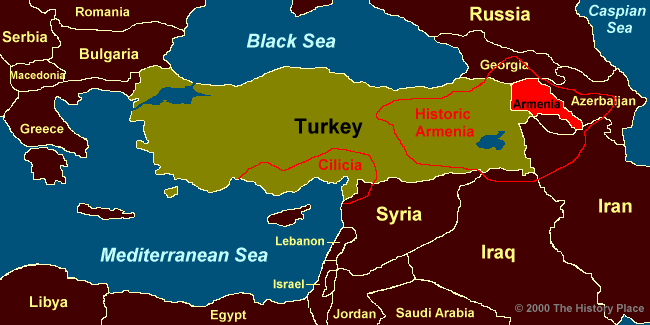 Romania
Russia
Caspian
Sea
Serbia
Black Sea
Bulgaria
Georgia
Macedonia
Armenia
Azerbaijan
Greece
Turkey
Historic
Armenia
Cilicia
Syria
Iran
Lebanon
Mediterranean Sea
Iraq
Israel
Libya
Egypt
Jordan
Saudi Arabia
© 2000 The History Place